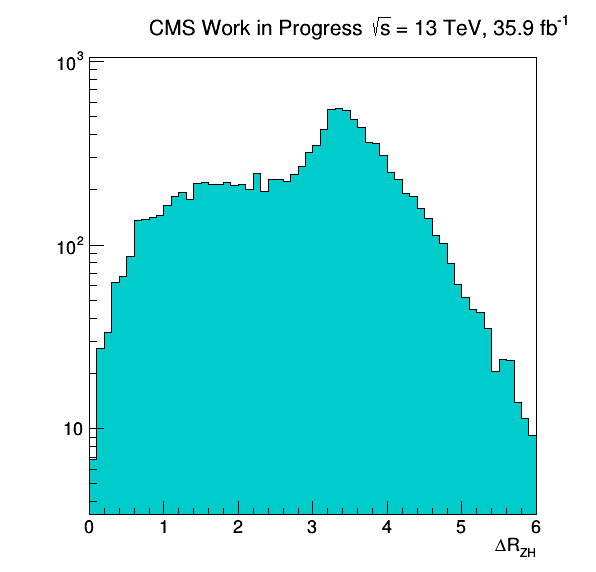 CMS Work in Progress √s = 13 TeV, 35.9 fb⁻¹
10³
10²
10
0 1 2 3 4 5 6
ΔR_ZH